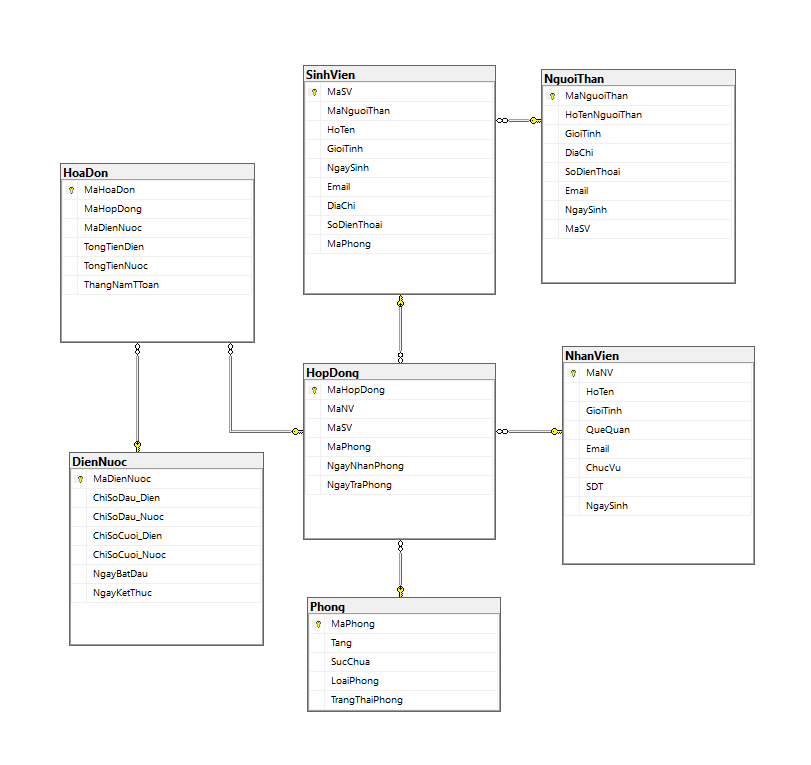 SinhVien
MaSV
MaNguoiThan
HoTen
GioiTinh
NgaySinh
Email
DiaChi
SoDienThoai
MaPhong
NguoiThan
MaNguoiThan
HoTenNguoiThan
GioiTinh
DiaChi
SoDienThoai
Email
NgaySinh
MaSV
HoaDon
MaHoaDon
MaHopDong
MaDienNuoc
TongTienDien
TongTienNuoc
ThangNamTToan
HopDong
MaHopDong
MaNV
MaSV
MaPhong
NgayNhanPhong
NgayTraPhong
NhanVien
MaNV
HoTen
GioiTinh
QueQuan
Email
ChucVu
SDT
NgaySinh
DienNuoc
MaDienNuoc
ChiSoDau_Dien
ChiSoDau_Nuoc
ChiSoCuoi_Dien
ChiSoCuoi_Nuoc
NgayBatDau
NgayKetThuc
Phong
MaPhong
Tang
SucChua
LoaiPhong
TrangThaiPhong